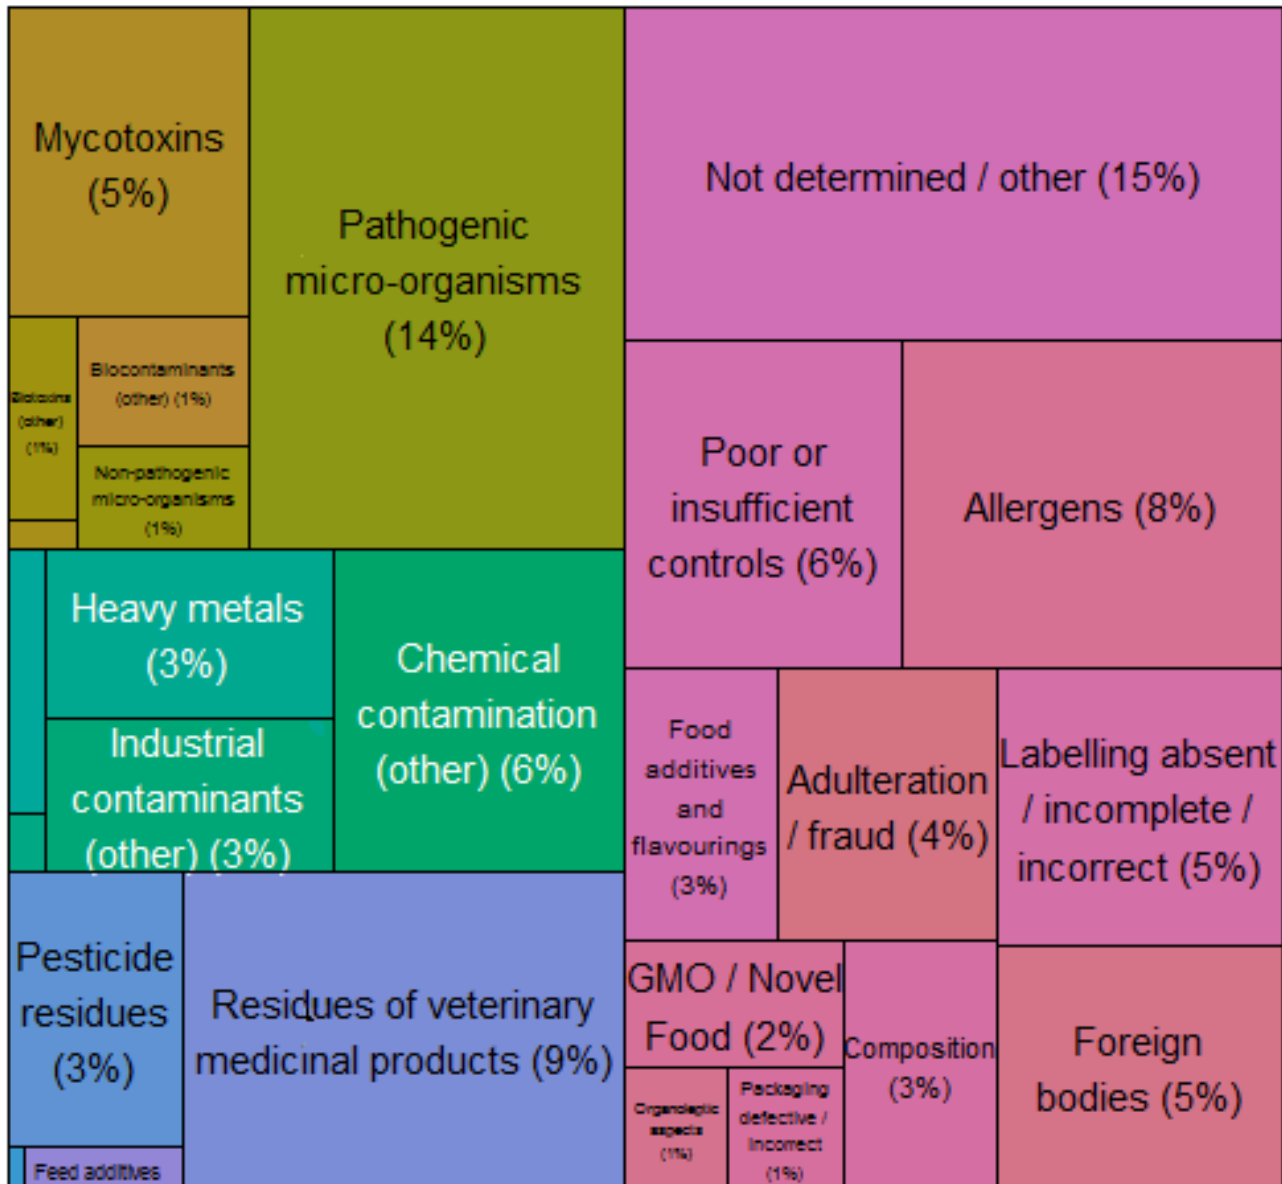 Mycotoxins
(5%)
Pathogenic
micro-organisms
(14%)
Not determined / other (15%)
Biotoxins
(other)
(1%)
Biocontaminants
(other) (1%)
Non-pathogenic
micro-organisms
(1%)
Poor or
insufficient
controls (6%)
Allergens (8%)
Heavy metals
(3%)
Industrial
contaminants
(other) (3%)
Chemical
contamination
(other) (6%)
Food
additives
and
flavourings
(3%)
Adulteration
/ fraud (4%)
Labelling absent
/ incomplete /
incorrect (5%)
Pesticide
residues
(3%)
Residues of veterinary
medicinal products (9%)
Feed additives
GMO / Novel
Food (2%)
Organoleptic
aspects
(1%)
Packaging
defective /
incorrect
(1%)
Composition
(3%)
Foreign
bodies (5%)